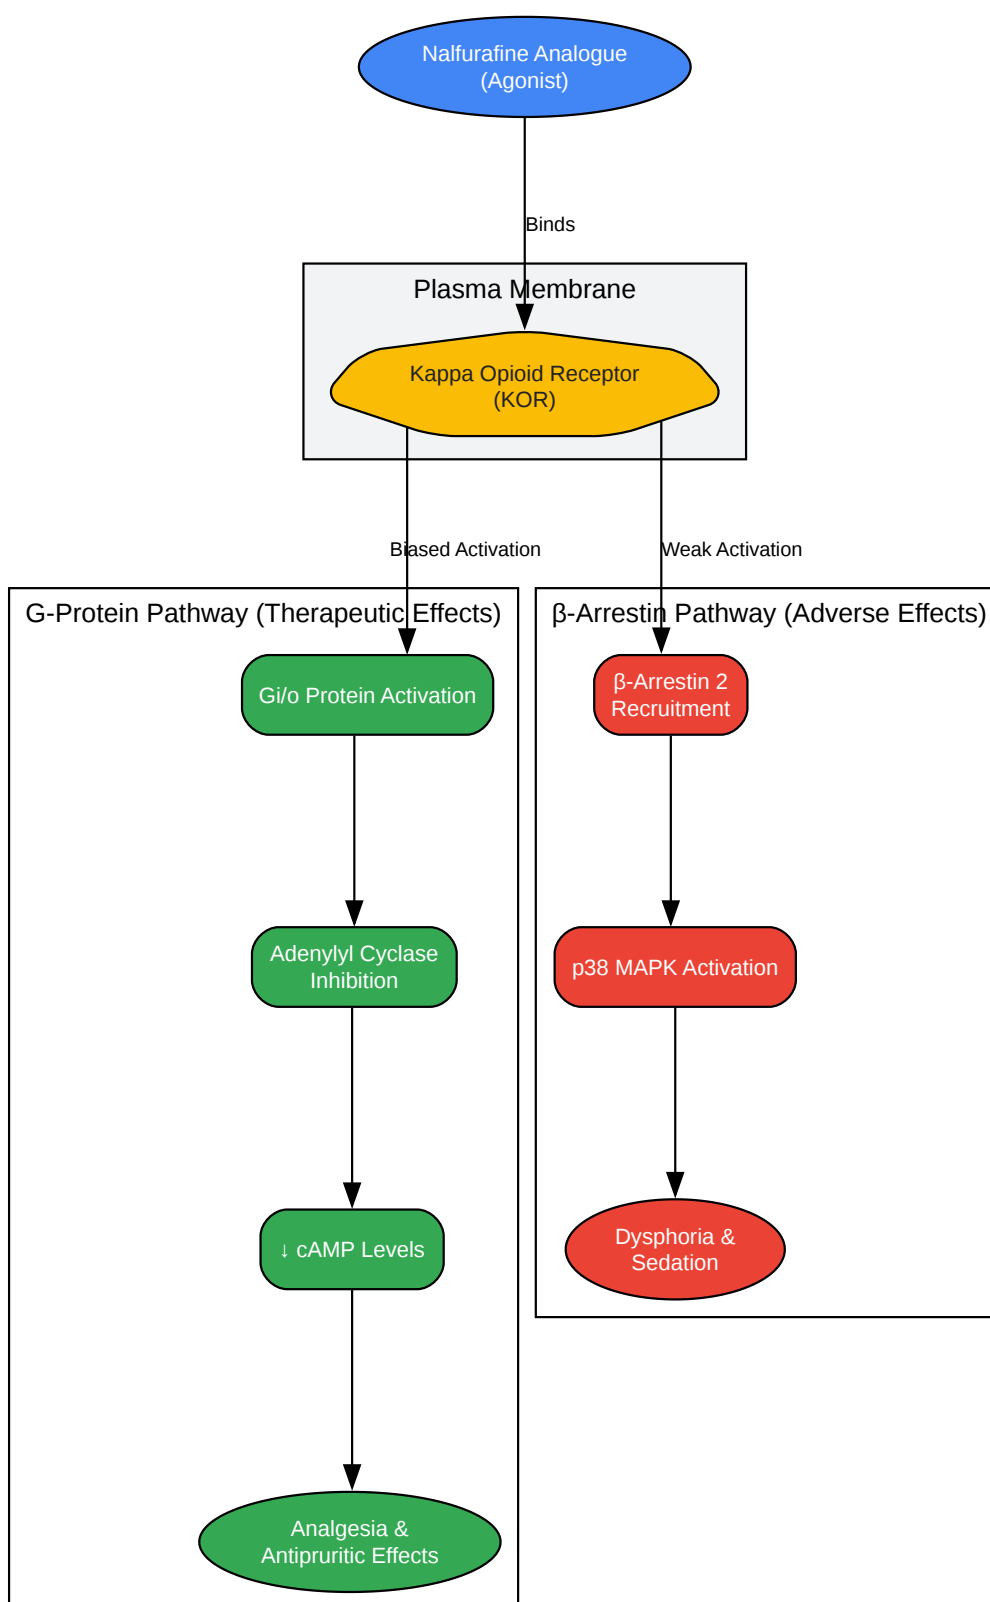 Nalfurafine Analogue
(Agonist)
Binds
Plasma Membrane
Kappa Opioid Receptor
(KOR)
Biased Activation
Weak Activation
G-Protein Pathway (Therapeutic Effects)
β-Arrestin Pathway (Adverse Effects)
Gi/o Protein Activation
β-Arrestin 2
Recruitment
Adenylyl Cyclase
Inhibition
p38 MAPK Activation
↓ cAMP Levels
Dysphoria &
Sedation
Analgesia &
Antipruritic Effects